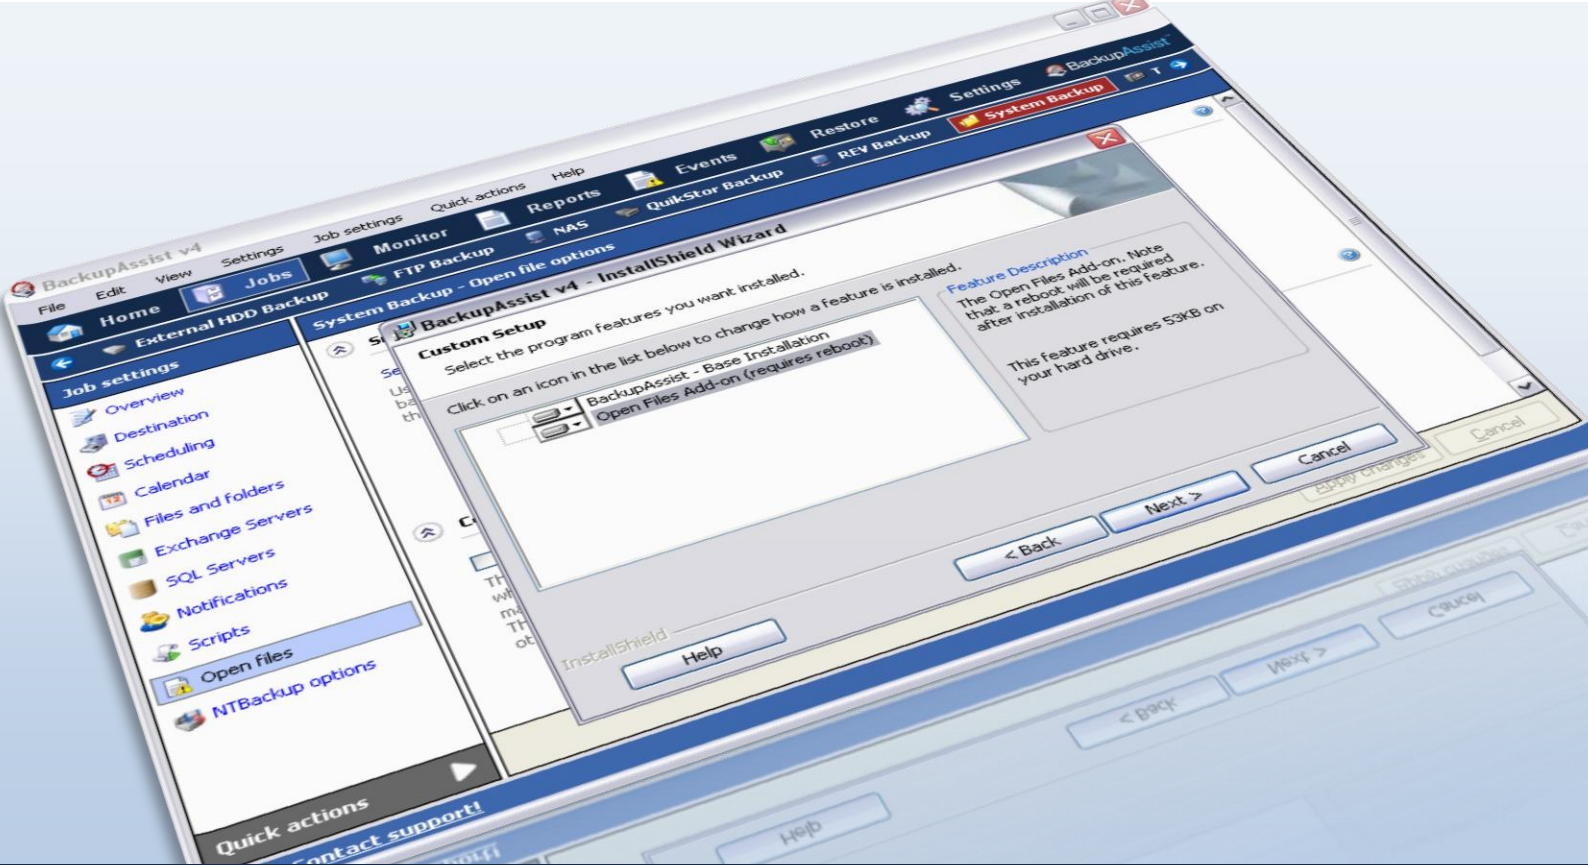 BackupAssist v4
File Edit View Settings Job settings Quick actions Help
Home Jobs Monitor Reports Events Restore Settings BackupAssist
External HDD Backup FTP Backup NAS QuikStor Backup REV Backup System Backup T
Job settings
Overview
Destination
Scheduling
Calendar
Files and folders
Exchange Servers
SQL Servers
Notifications
Scripts
Open files
NTBackup options
Quick actions
Contact support!
System Backup - Open file options
BackupAssist v4 - InstallShield Wizard
Custom Setup
Select the program features you want installed.
Click on an icon in the list below to change how a feature is installed.
BackupAssist - Base Installation
Open Files Add-on (requires reboot)
Feature Description
The Open Files Add-on. Note
that a reboot will be required
after installation of this feature.
This feature requires 53KB on
your hard drive.
InstallShield
Help
< Back
Next >
Cancel
Apply changes
Cancel